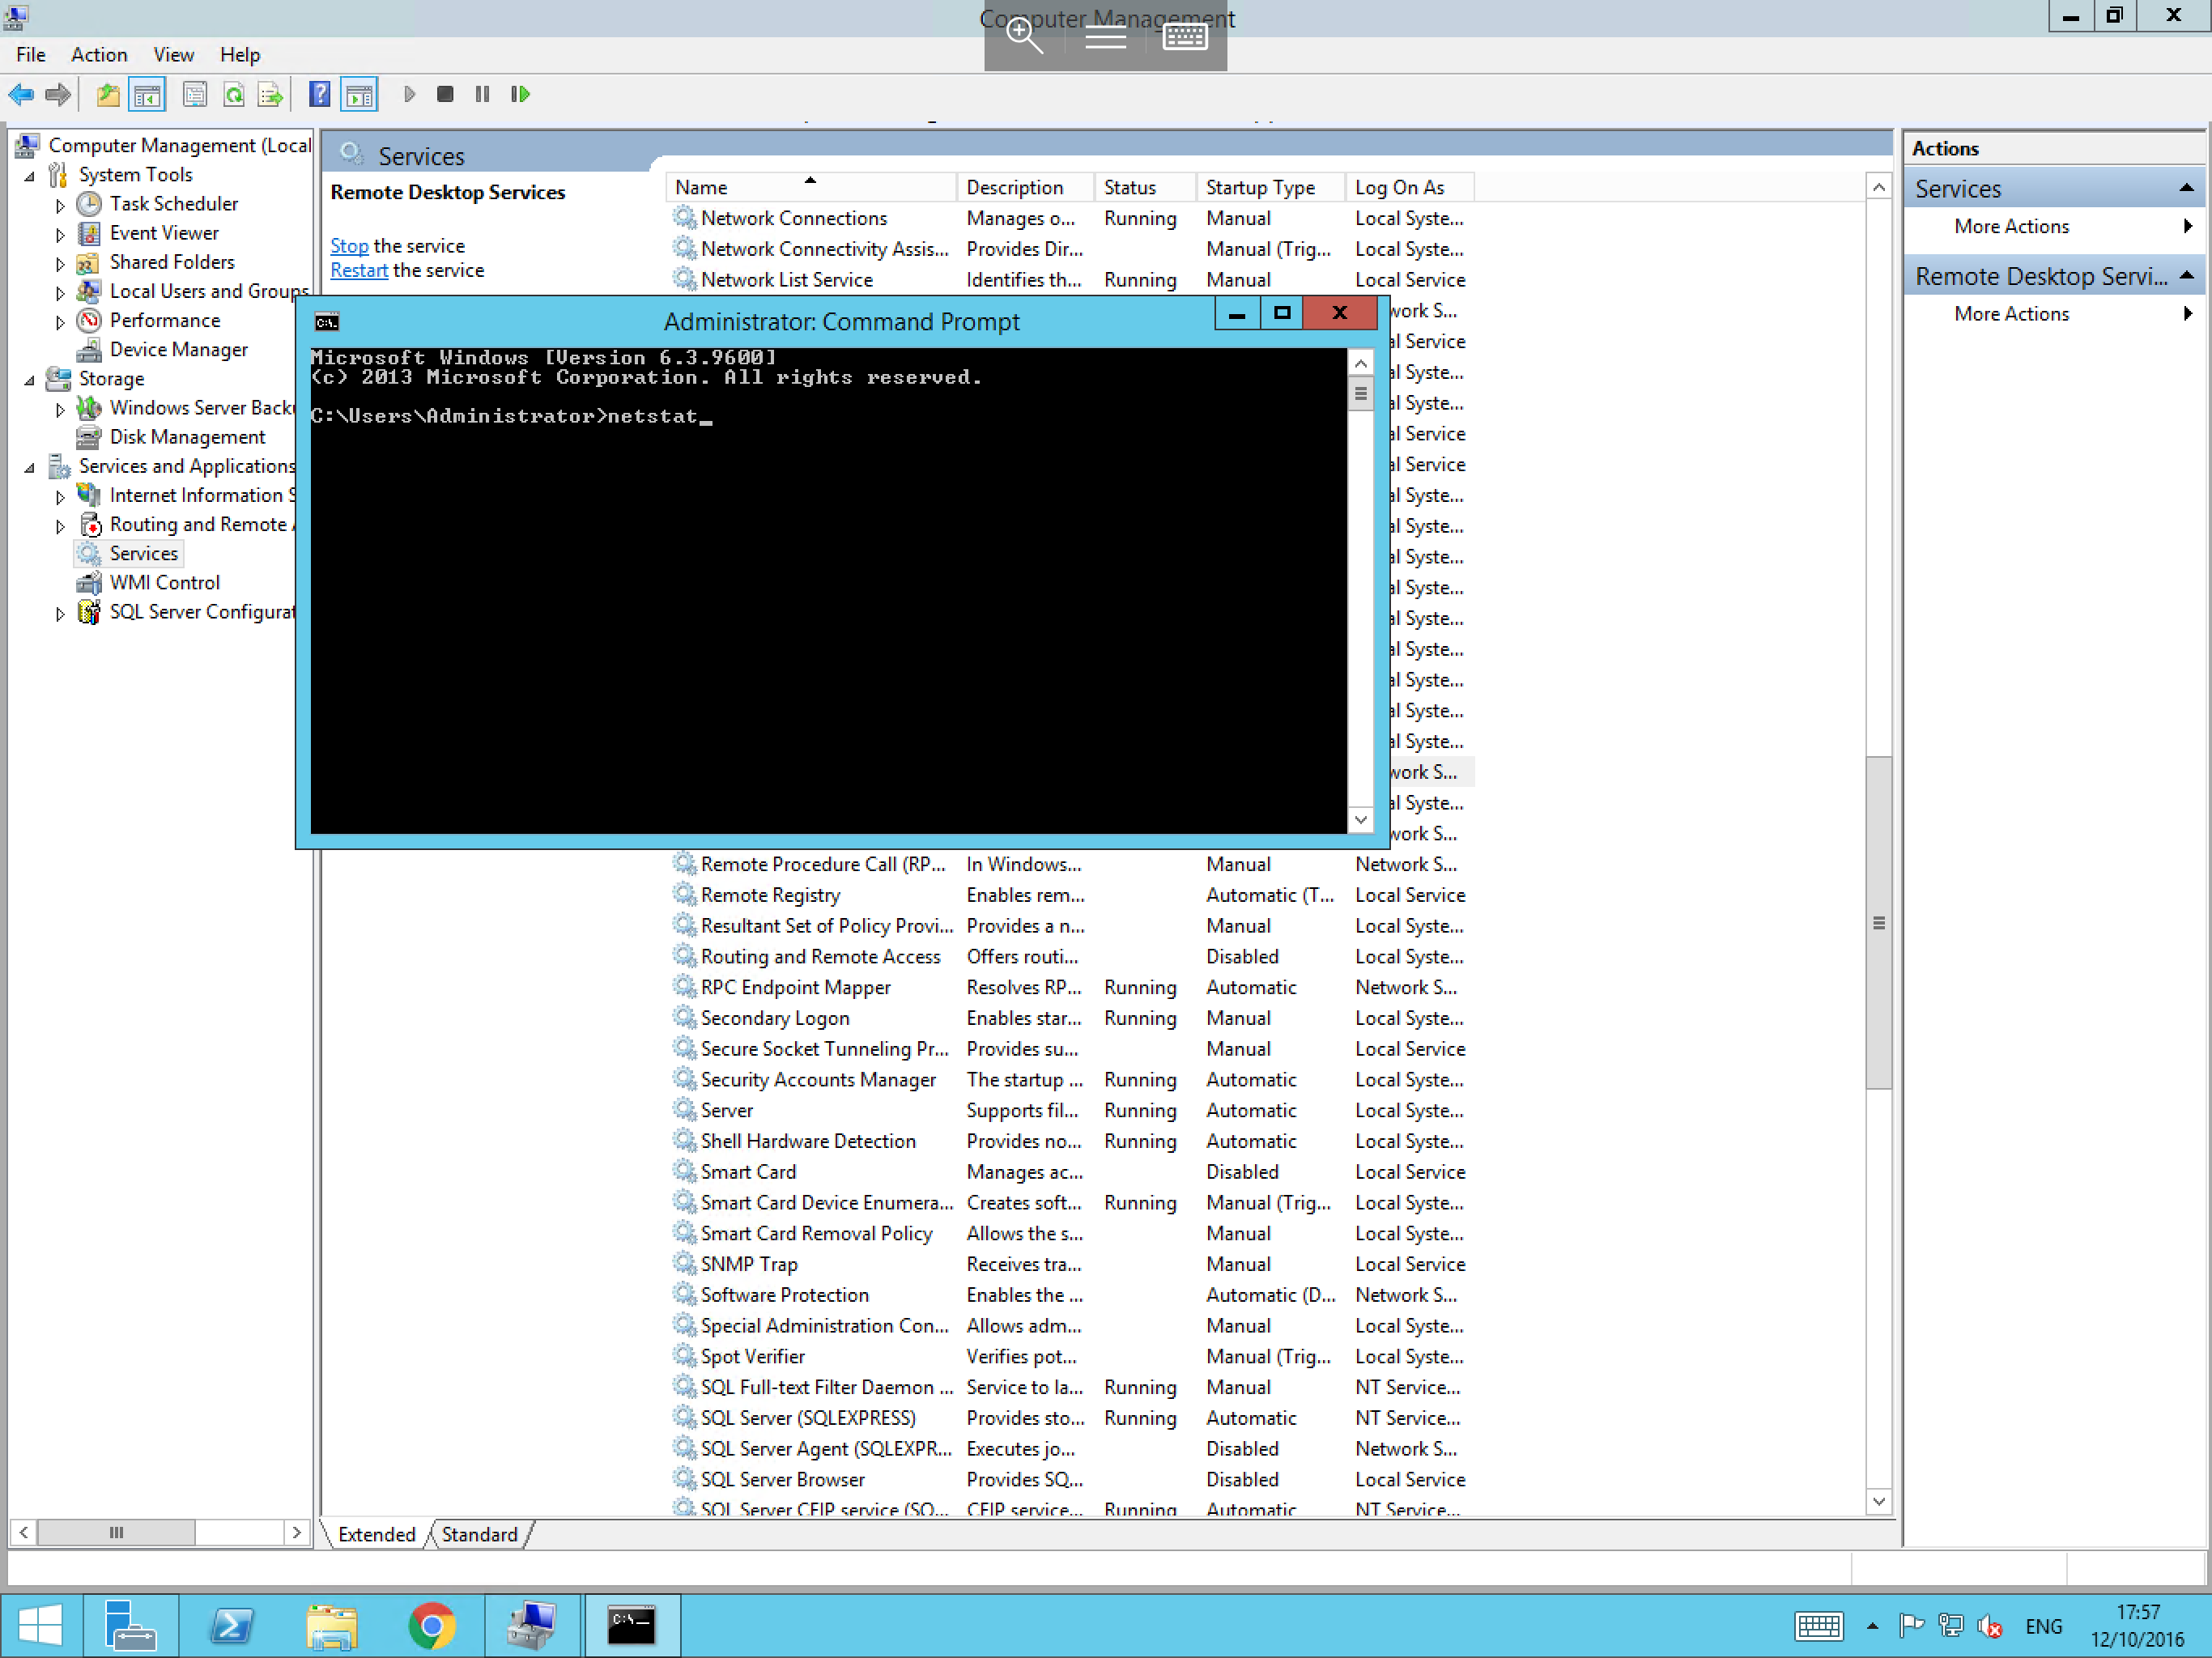 Computer Management
File Action View Help
Computer Management (Local
System Tools
Task Scheduler
Event Viewer
Shared Folders
Local Users and Groups
Performance
Device Manager
Storage
Windows Server Backu
Disk Management
Services and Applications
Internet Information S
Routing and Remote A
Services
WMI Control
SQL Server Configurat
Services
Remote Desktop Services
Stop the service
Restart the service
Name Description Status Startup Type Log On As
Network Connections Manages o... Running Manual Local Syste...
Network Connectivity Assis... Provides Dir... Manual (Trig... Local Syste...
Network List Service Identifies th... Running Manual Local Service
work S...
al Service
al Syste...
al Syste...
al Service
al Service
al Syste...
al Syste...
al Syste...
al Syste...
al Syste...
al Syste...
al Syste...
al Syste...
al Syste...
work S...
al Syste...
work S...
Administrator: Command Prompt
Microsoft Windows [Version 6.3.9600]
(c) 2013 Microsoft Corporation. All rights reserved.
C:\Users\Administrator>netstat_
Remote Procedure Call (RP... In Windows... Manual Network S...
Remote Registry Enables rem... Automatic (T... Local Service
Resultant Set of Policy Provi... Provides a n... Manual Local Syste...
Routing and Remote Access Offers routi... Disabled Local Syste...
RPC Endpoint Mapper Resolves RP... Running Automatic Network S...
Secondary Logon Enables star... Running Manual Local Syste...
Secure Socket Tunneling Pr... Provides su... Manual Local Service
Security Accounts Manager The startup ... Running Automatic Local Syste...
Server Supports fil... Running Automatic Local Syste...
Shell Hardware Detection Provides no... Running Automatic Local Syste...
Smart Card Manages ac... Disabled Local Service
Smart Card Device Enumera... Creates soft... Running Manual (Trig... Local Syste...
Smart Card Removal Policy Allows the s... Manual Local Syste...
SNMP Trap Receives tra... Manual Local Service
Software Protection Enables the ... Automatic (D... Network S...
Special Administration Con... Allows adm... Manual Local Syste...
Spot Verifier Verifies pot... Manual (Trig... Local Syste...
SQL Full-text Filter Daemon ... Service to la... Running Manual NT Service...
SQL Server (SQLEXPRESS) Provides sto... Running Automatic NT Service...
SQL Server Agent (SQLEXPR... Executes jo... Disabled Network S...
SQL Server Browser Provides SQ... Disabled Local Service
SQL Server CEIP service (SQ... CEIP service... Running Automatic NT Service...
Extended Standard
Actions
Services
More Actions
Remote Desktop Servi...
More Actions
C:\_
ENG
17:57
12/10/2016